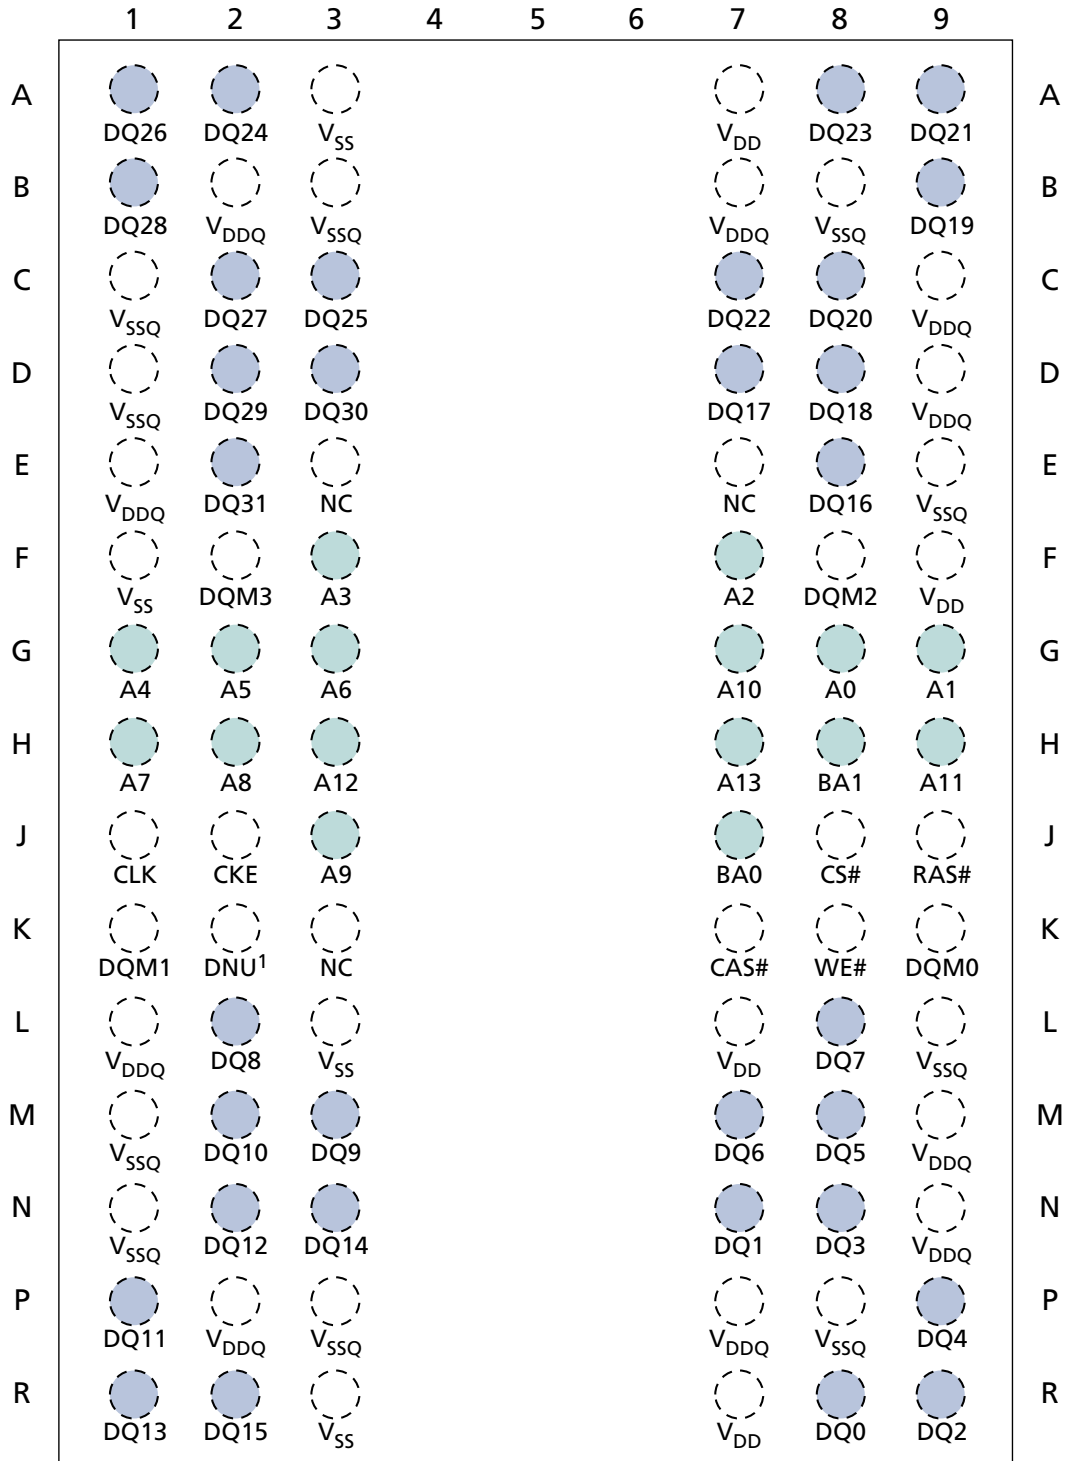 1 2 3 4 5 6 7 8 9
A A
DQ26 DQ24 VSS VDD DQ23 DQ21
B B
DQ28 VDDQ VSSQ VDDQ VSSQ DQ19
C C
VSSQ DQ27 DQ25 DQ22 DQ20 VDDQ
D D
VSSQ DQ29 DQ30 DQ17 DQ18 VDDQ
E E
VDDQ DQ31 NC NC DQ16 VSSQ
F F
VSS DQM3 A3 A2 DQM2 VDD
G G
A4 A5 A6 A10 A0 A1
H H
A7 A8 A12 A13 BA1 A11
J J
CLK CKE A9 BA0 CS# RAS#
K K
DQM1 DNU1 NC CAS# WE# DQM0
L L
VDDQ DQ8 VSS VDD DQ7 VSSQ
M M
VSSQ DQ10 DQ9 DQ6 DQ5 VDDQ
N N
VSSQ DQ12 DQ14 DQ1 DQ3 VDDQ
P P
DQ11 VDDQ VSSQ VDDQ VSSQ DQ4
R R
DQ13 DQ15 VSS VDD DQ0 DQ2